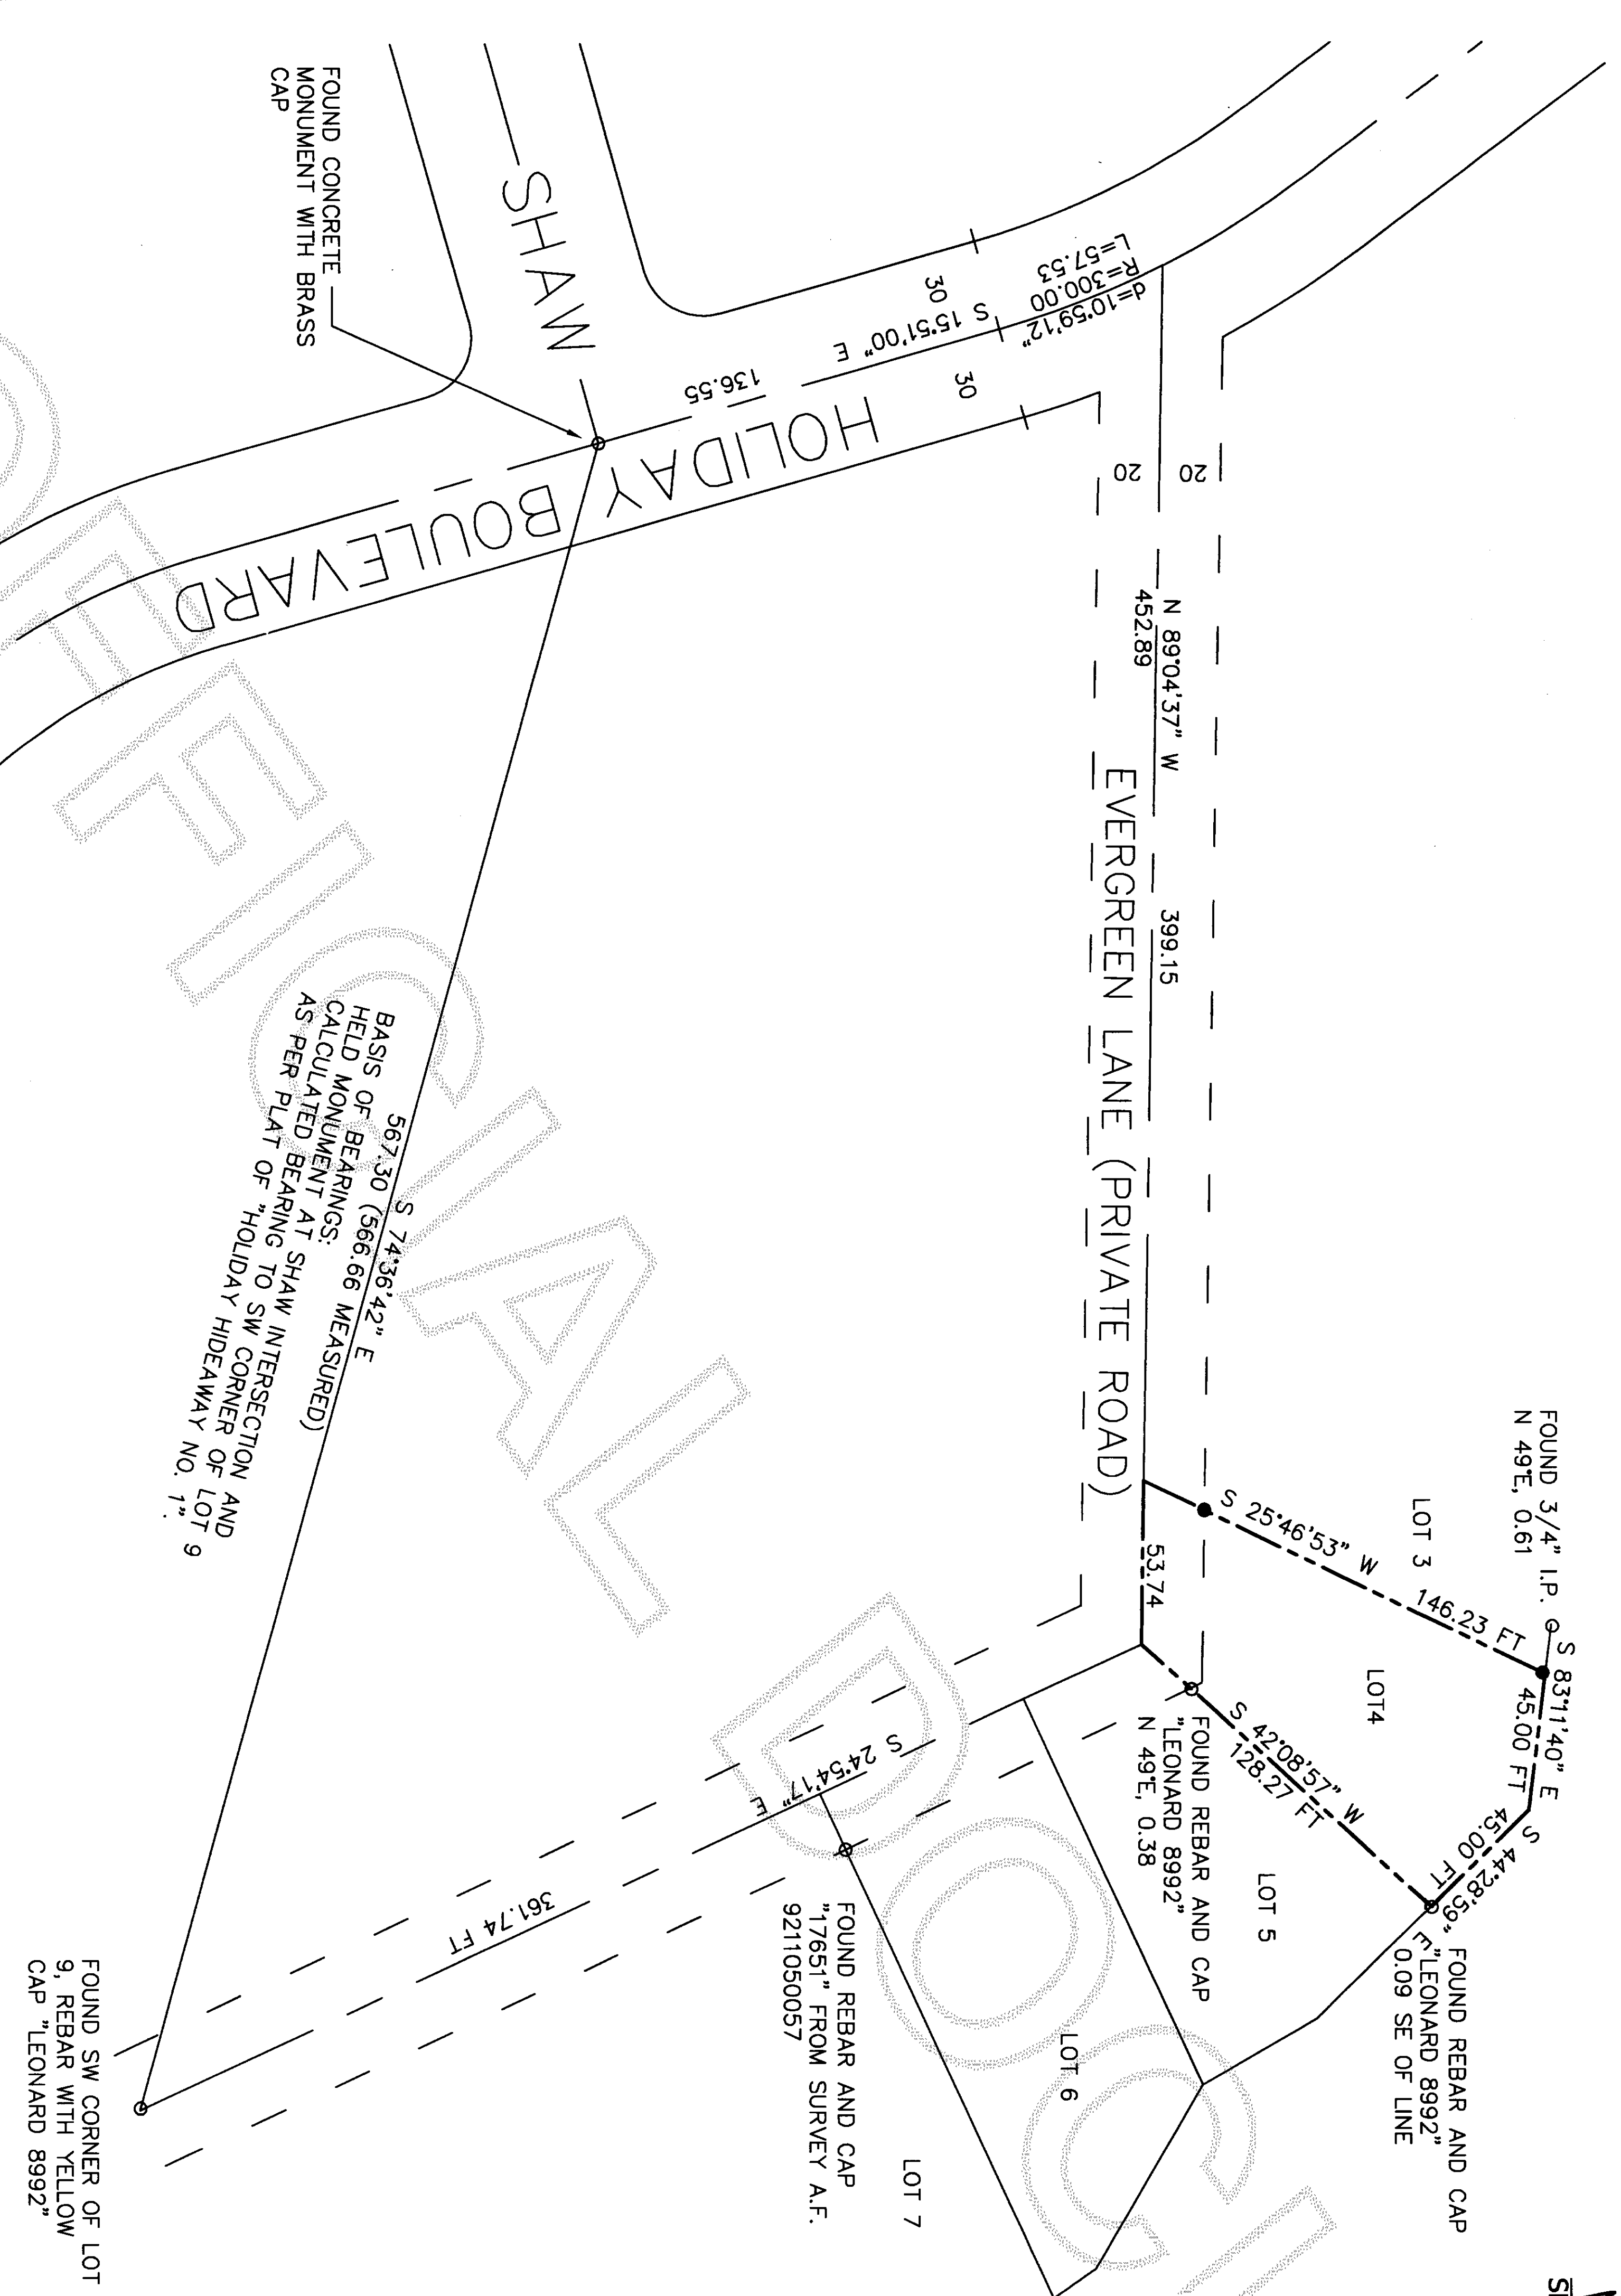 FOUND 3/4" I.P.
N 49°E, 0.61
S 83°11'40" E
45.00 FT
S 44°28'59" E
45.00 FT
LOT 3
S 25°46'53" W
146.23 FT
LOT4
S 42°08'57" W
128.27 FT
LOT 5
FOUND REBAR AND CAP
"LEONARD 8992"
0.09 SE OF LINE
FOUND REBAR AND CAP
"LEONARD 8992"
N 49°E, 0.38
53.74
20
20
N 89°04'37" W
452.89
399.15
EVERGREEN LANE (PRIVATE ROAD)
d=10°59'12"
R=300.00
L=57.53
30
S 15°51'00" E
30
136.55
HOLIDAY BOULEVARD
SHAW
FOUND CONCRETE
MONUMENT WITH BRASS
CAP
LOT 6
LOT 7
FOUND REBAR AND CAP
"17651" FROM SURVEY A.F.
9211050057
S 24°54'17" E
361.74 FT
S 74°36'42" E
567.30 (566.66 MEASURED)
BASIS OF BEARINGS:
HELD MONUMENT AT SHAW INTERSECTION AND
CALCULATED BEARING TO SW CORNER OF LOT 9
AS PER PLAT OF "HOLIDAY HIDEAWAY NO. 1".
FOUND SW CORNER OF LOT
9, REBAR WITH YELLOW
CAP "LEONARD 8992"